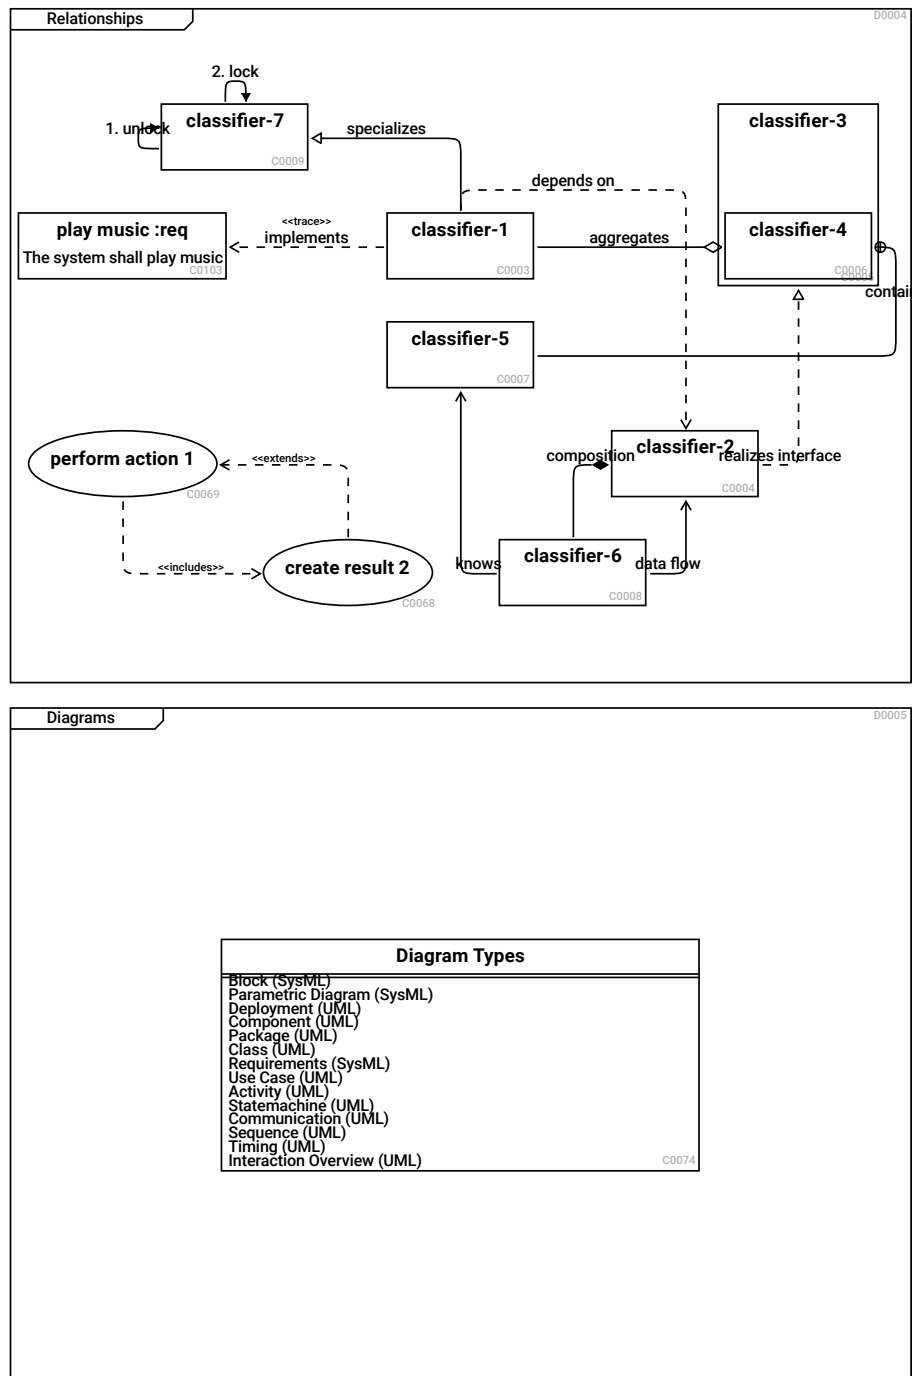 Relationships
D0004
2. lock
classifier-7
1. unlock
C0009
specializes
classifier-3
depends on
play music :req
The system shall play music
C0103
<<trace>>
implements
classifier-1
C0003
aggregates
classifier-4
C0006
C0005
contai
classifier-5
C0007
perform action 1
C0069
<<extends>>
composition
classifier-2
realizes interface
C0004
<<includes>>
create result 2
C0068
knows
classifier-6
data flow
C0008
Diagrams
D0005
Diagram Types
Block (SysML)
Parametric Diagram (SysML)
Deployment (UML)
Component (UML)
Package (UML)
Class (UML)
Requirements (SysML)
Use Case (UML)
Activity (UML)
Statemachine (UML)
Communication (UML)
Sequence (UML)
Timing (UML)
Interaction Overview (UML)
C0074